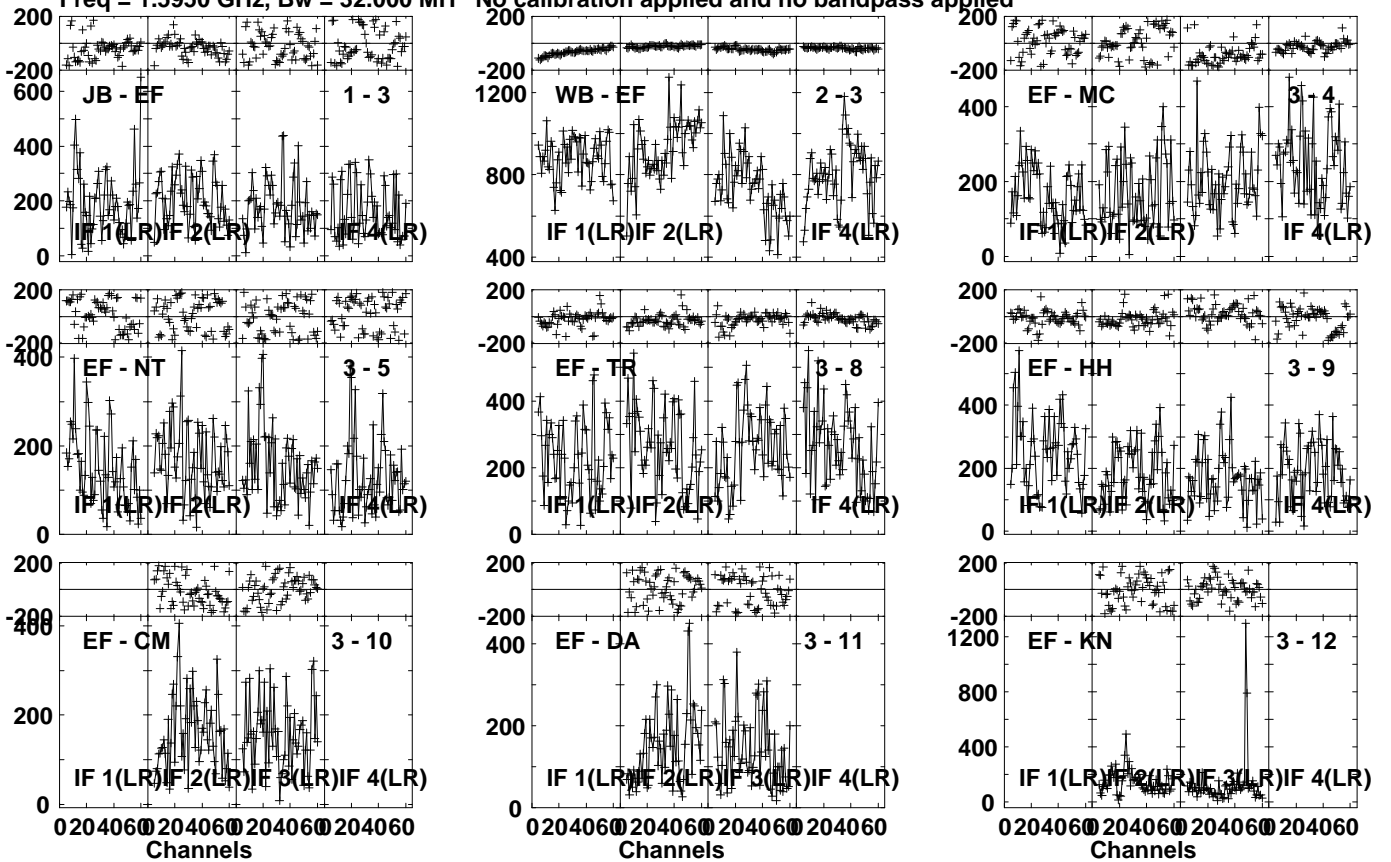 Freq = 1.5950 GHz, Bw = 32.000 MH No calibration applied and no bandpass applied
200 200 200
-200 -200 -200
JB - EF 1 - 3 WB - EF 2 - 3 EF - MC 3 - 4
600 1200 400
400 800 200
200 400 0
0
IF 1(LR) IF 2(LR) IF 4(LR) IF 1(LR) IF 2(LR) IF 4(LR) IF 1(LR) IF 2(LR) IF 4(LR)
200 200 200
-200 -200 -200
EF - NT 3 - 5 EF - TR 3 - 8 EF - HH 3 - 9
400 400 400
200 200 200
0 0 0
IF 1(LR) IF 2(LR) IF 4(LR) IF 1(LR) IF 2(LR) IF 4(LR) IF 1(LR) IF 2(LR) IF 4(LR)
200 200 200
-200 -200 -200
EF - CM 3 - 10 EF - DA 3 - 11 EF - KN 3 - 12
400 400 1200
200 200 800
0 0 400
0
IF 1(LR) IF 2(LR) IF 3(LR) IF 4(LR) IF 1(LR) IF 2(LR) IF 3(LR) IF 4(LR) IF 1(LR) IF 2(LR) IF 3(LR) IF 4(LR)
0 20 40 60 0 20 40 60 0 20 40 60 0 20 40 60 0 20 40 60 0 20 40 60 0 20 40 60 0 20 40 60 0 20 40 60 0 20 40 60 0 20 40 60 0 20 40 60
Channels Channels Channels